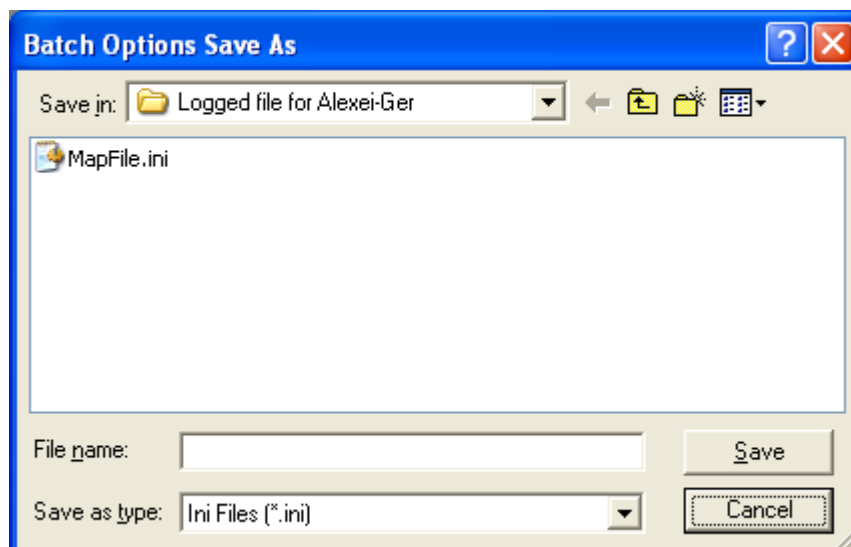 Batch Options Save As
Save in: Logged file for Alexei-Ger
MapFile.ini
File name: Save
Save as type: Ini Files (*.ini) Cancel